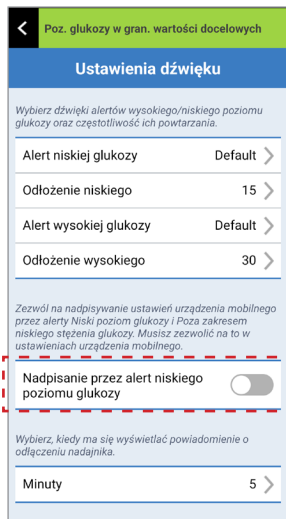 Poz. glukozy w gran. wartości docelowych
Ustawienia dźwięku
Wybierz dźwięki alertów wysokiego/niskiego poziomu
glukozy oraz częstotliwość ich powtarzania.
Alert niskiej glukozy Default
Odłożenie niskiego 15
Alert wysokiej glukozy Default
Odłożenie wysokiego 30
Zezwól na nadpisywanie ustawień urządzenia mobilnego
przez alerty Niski poziom glukozy i Poza zakresem
niskiego stężenia glukozy. Musisz zezwolić na to w
ustawieniach urządzenia mobilnego.
Nadpisanie przez alert niskiego
poziomu glukozy
Wybierz, kiedy ma się wyświetlać powiadomienie o
odłączeniu nadajnika.
Minuty 5